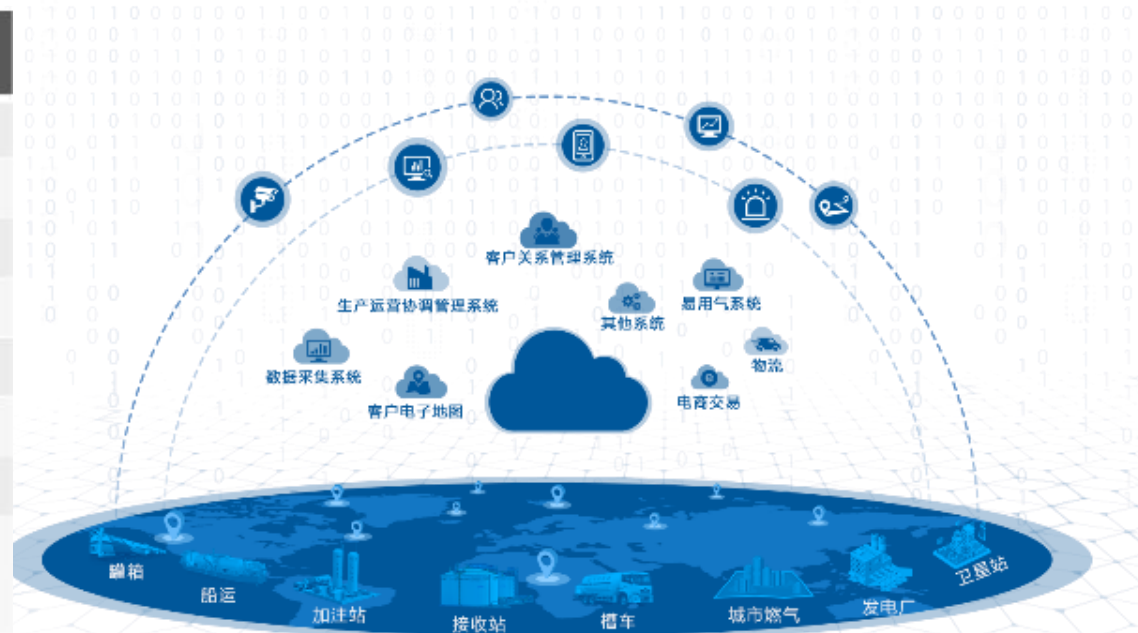 客户关系管理系统
生产运营协调管理系统
其他系统
易用气系统
数据采集系统
客户电子地图
电商交易
物流
罐箱
船运
加注站
接收站
槽车
城市燃气
发电厂
卫星站